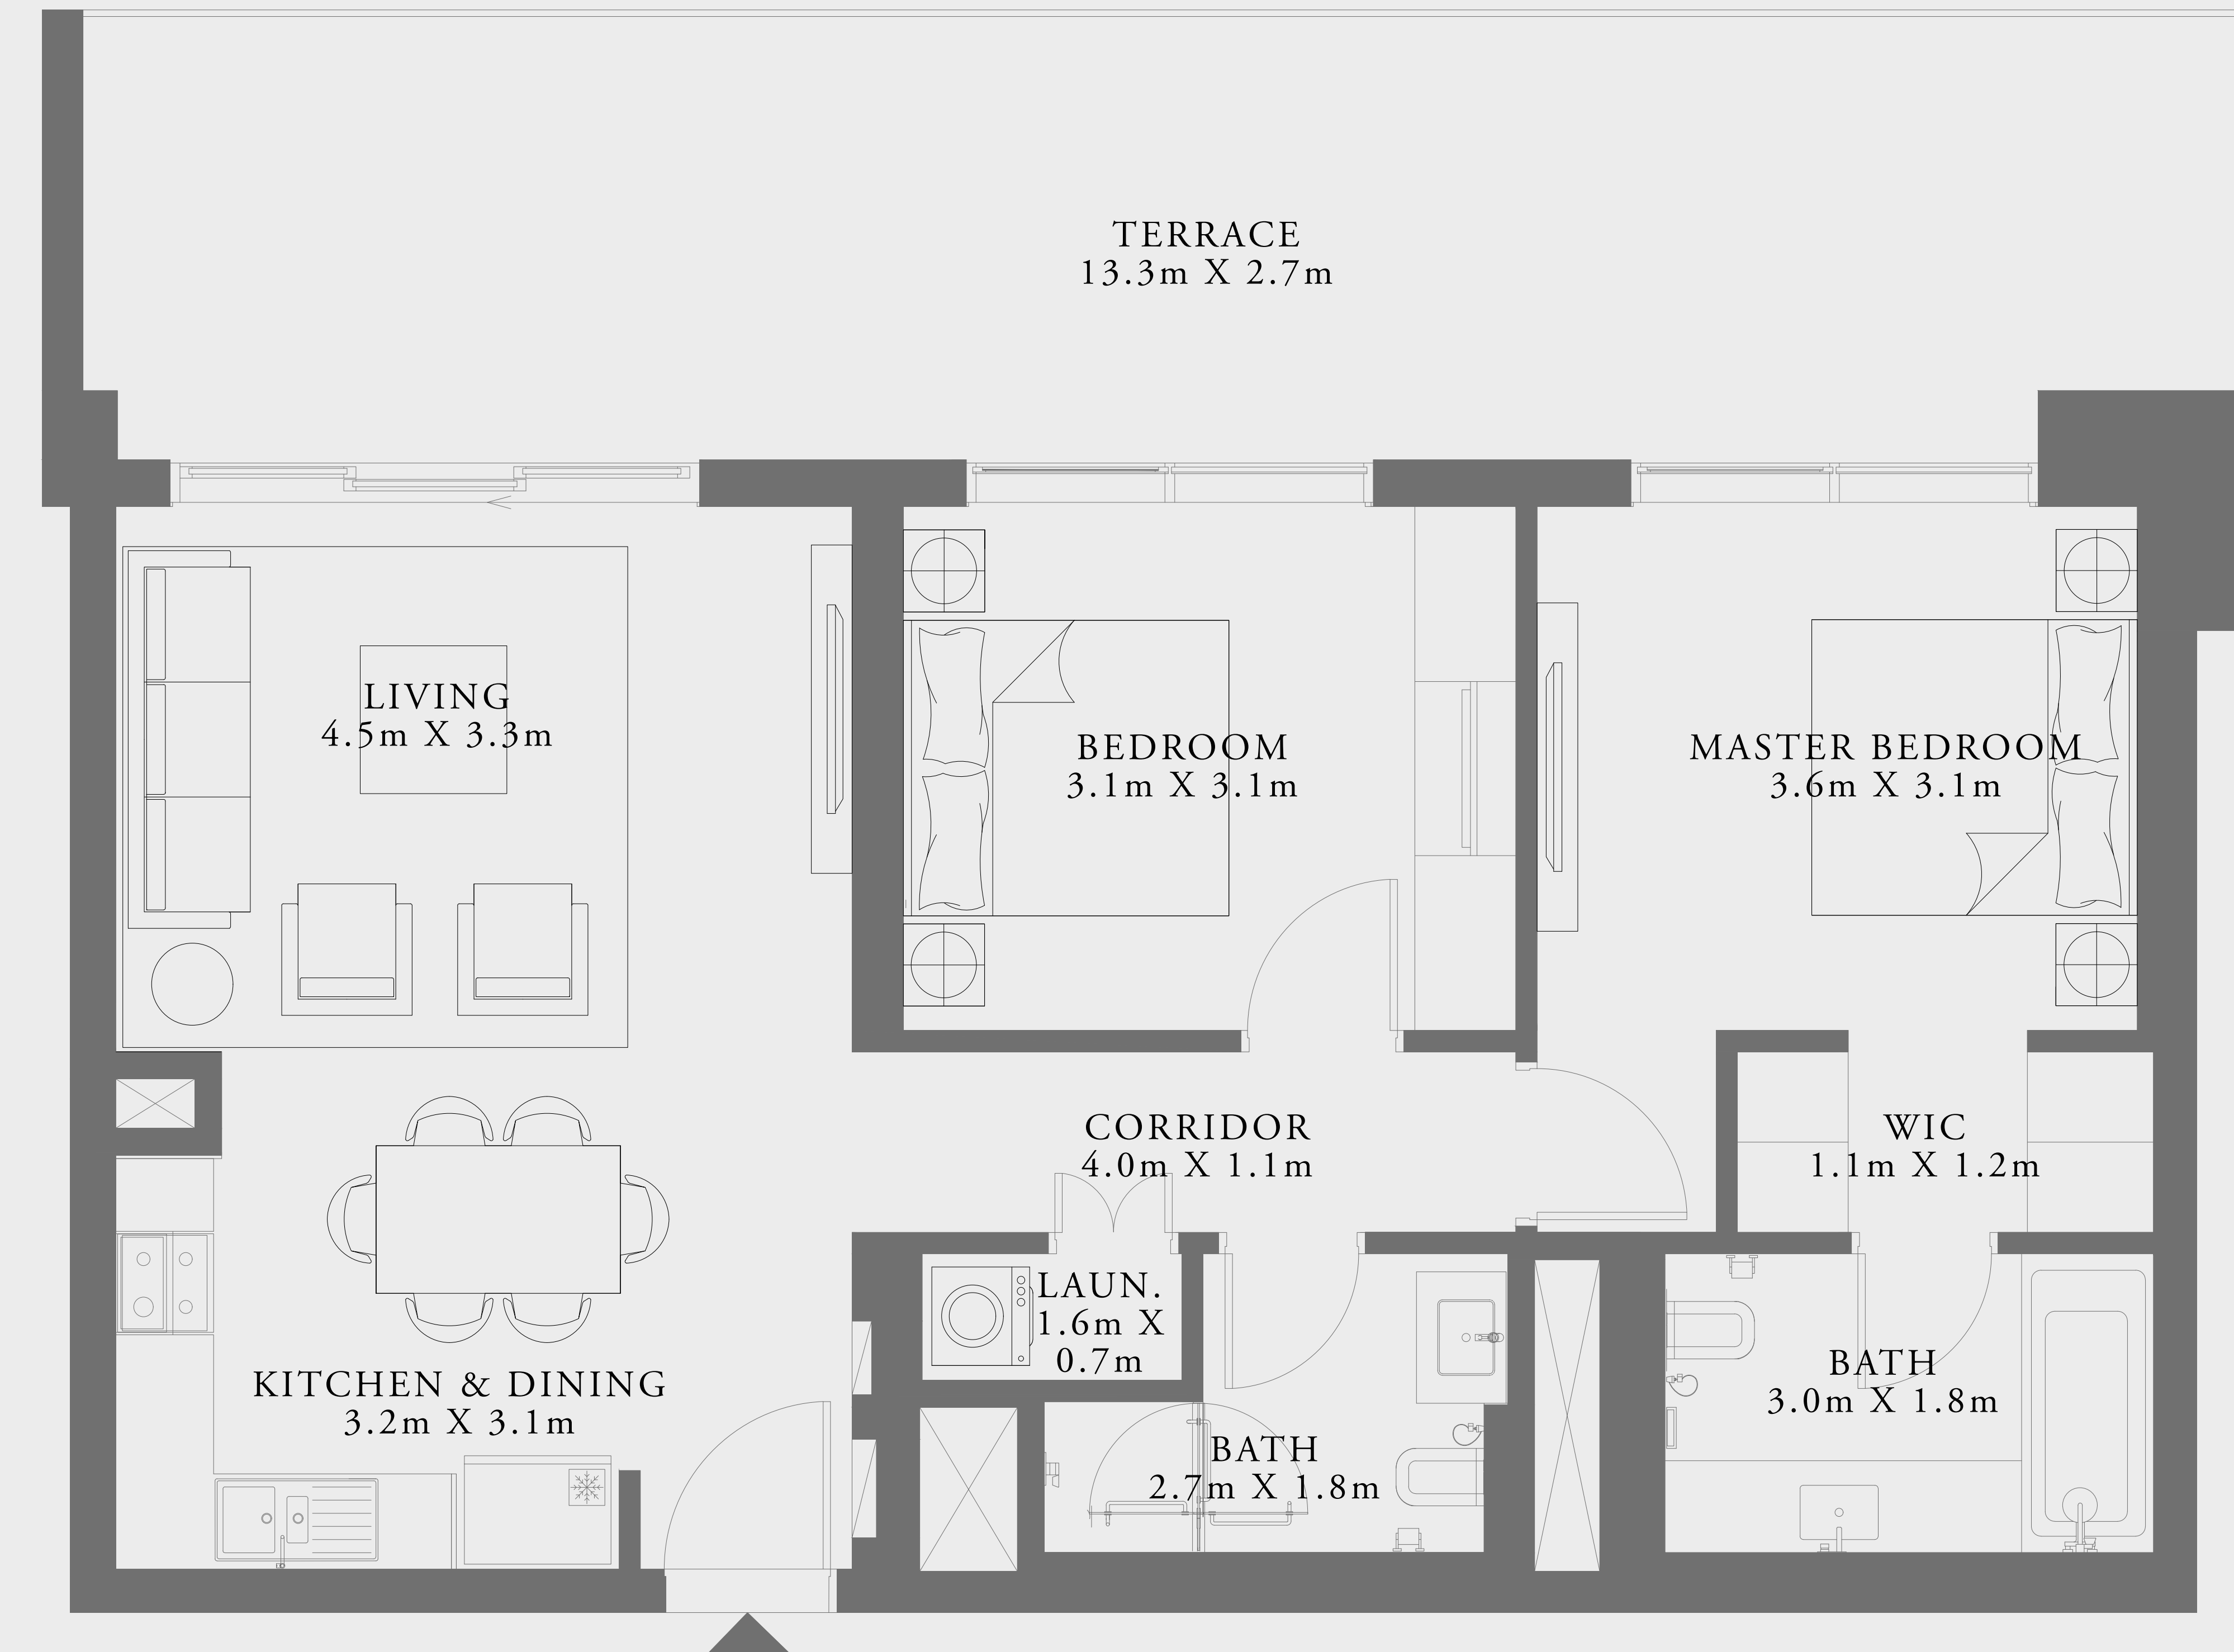 TERRACE
13.3m X 2.7m
LIVING
4.5m X 3.3m
BEDROOM
3.1m X 3.1m
MASTER BEDROOM
3.6m X 3.1m
CORRIDOR
4.0m X 1.1m
WIC
1.1m X 1.2m
LAUN.
1.6m X
0.7m
KITCHEN & DINING
3.2m X 3.1m
BATH
2.7m X 1.8m
BATH
3.0m X 1.8m